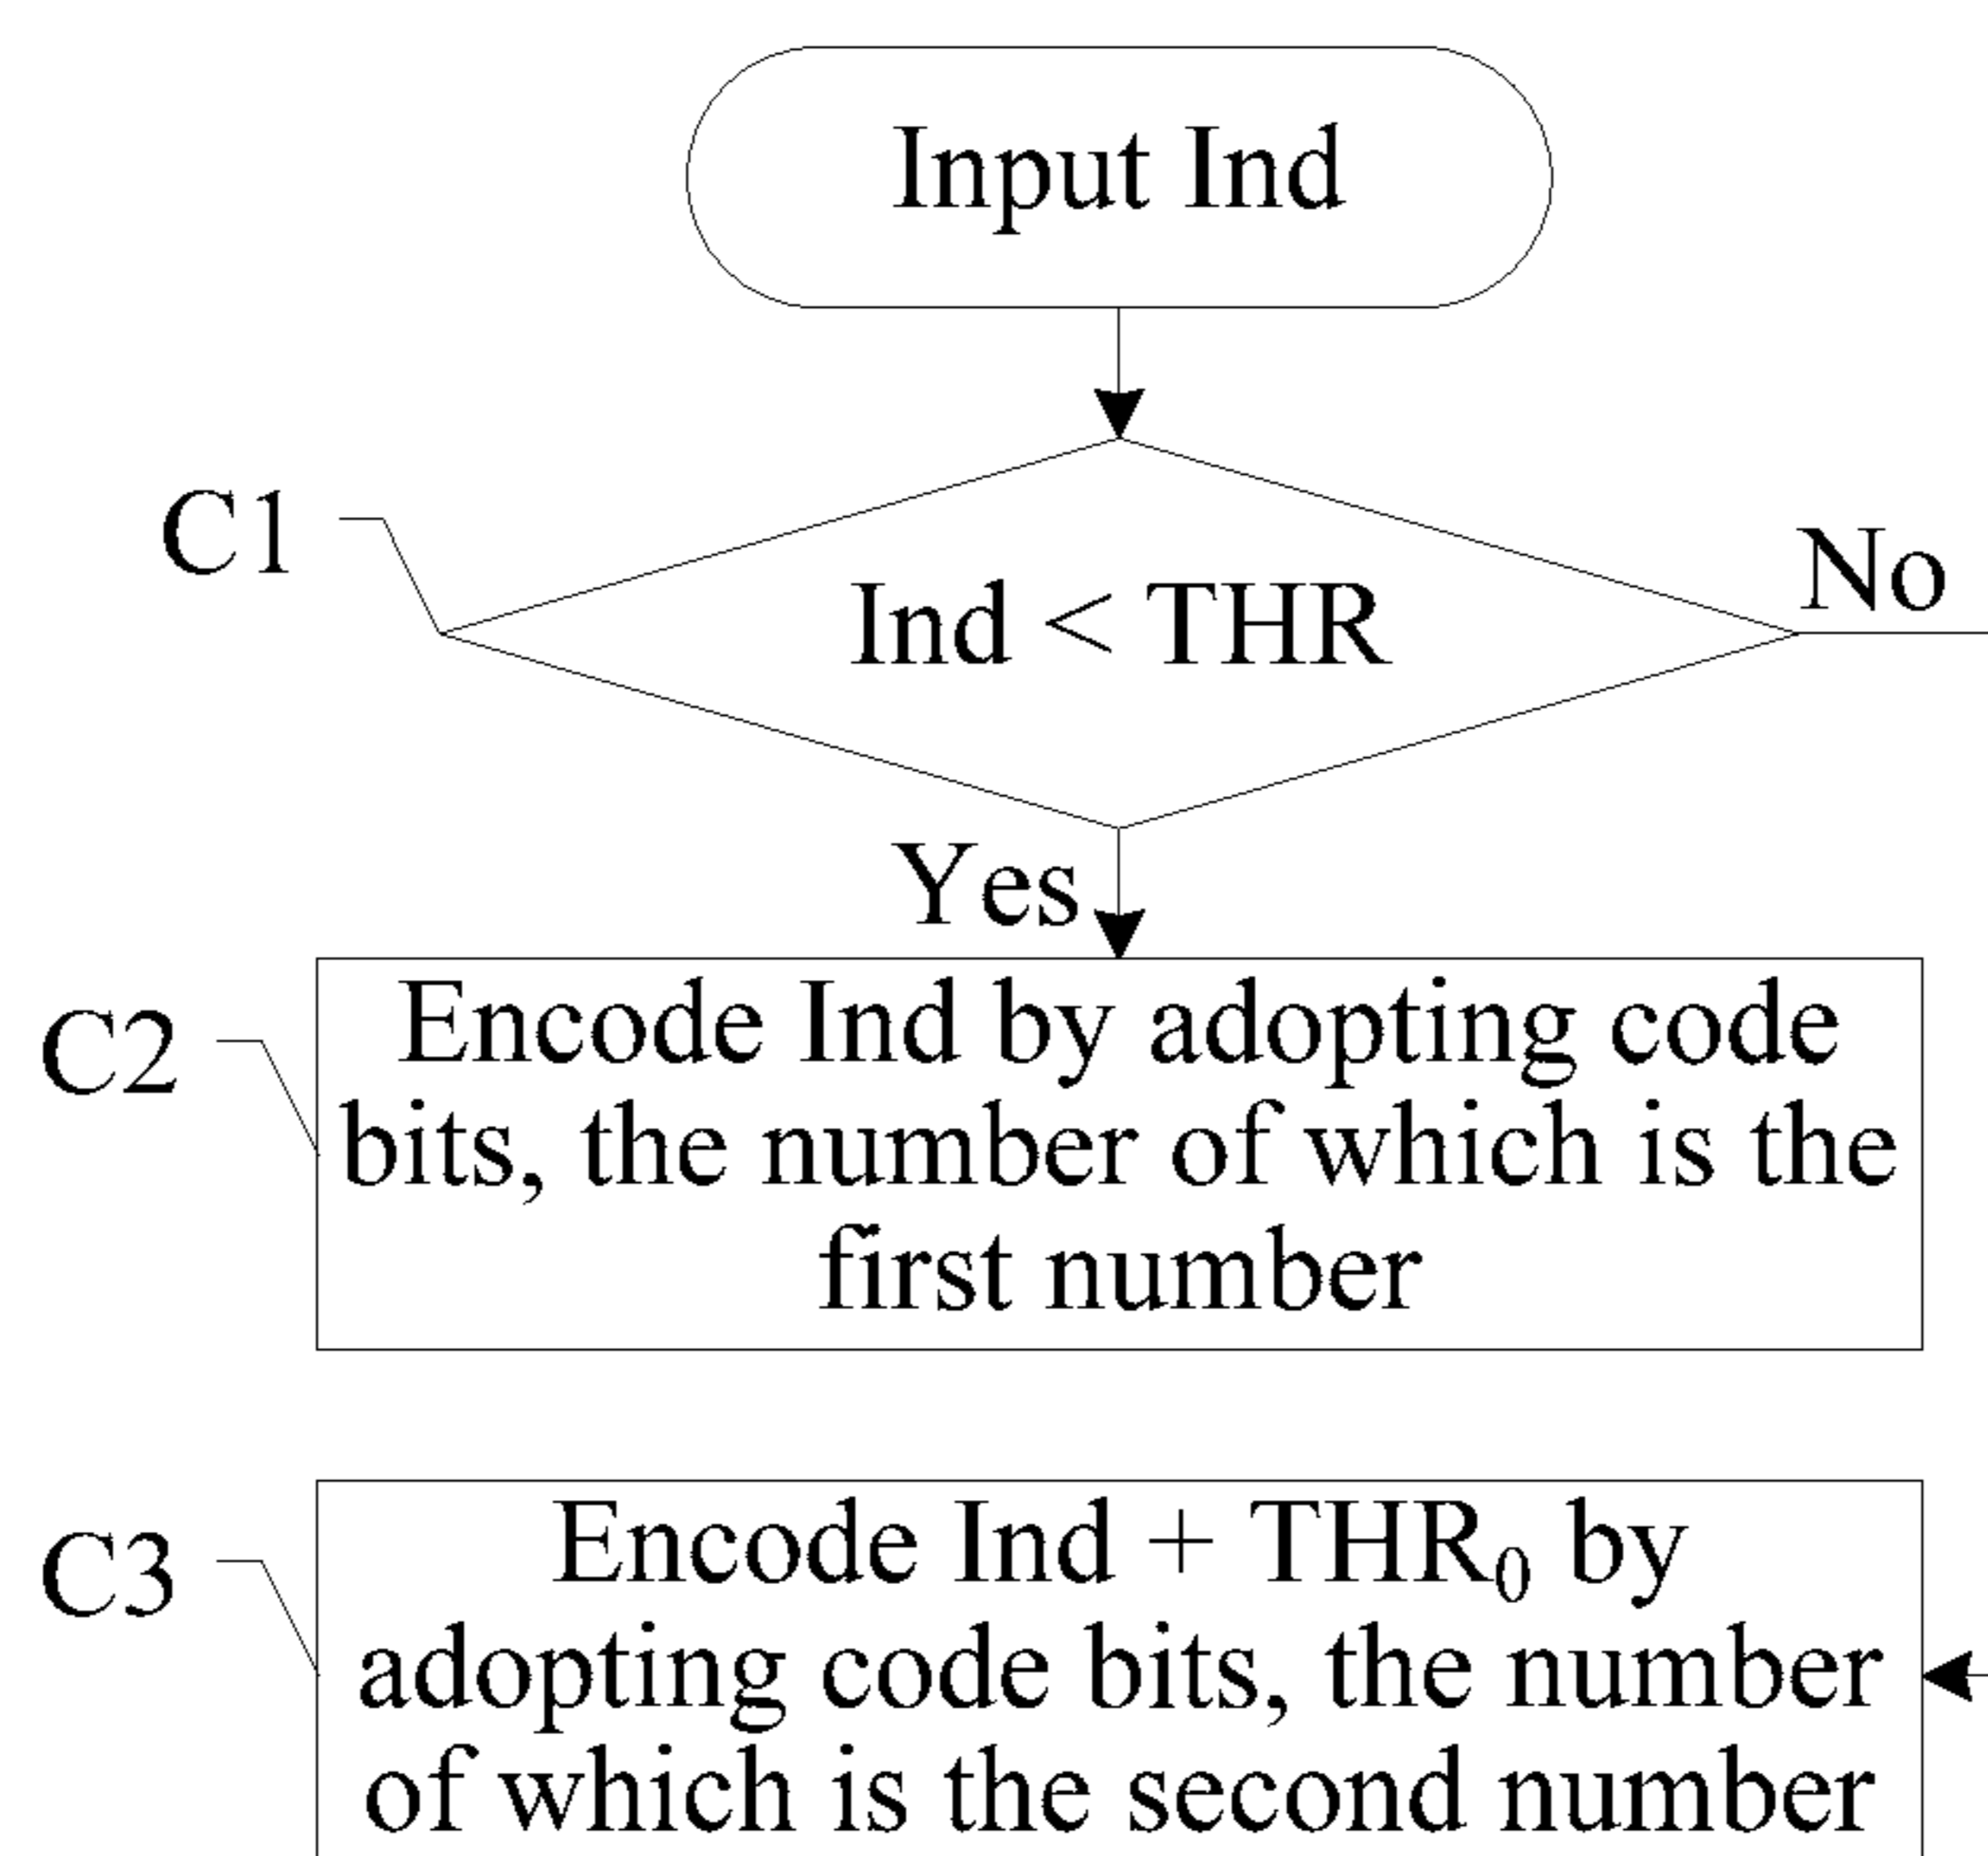 Input Ind
C1
Ind < THR
No
Yes
C2
Encode Ind by adopting code
bits, the number of which is the
first number
C3
Encode Ind + THR₀ by
adopting code bits, the number
of which is the second number